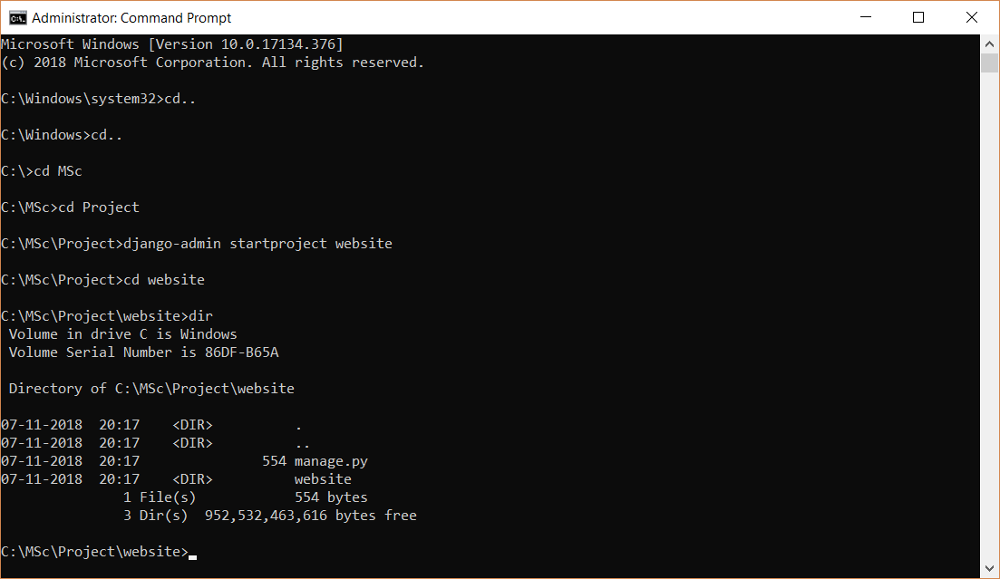 Administrator: Command Prompt
Microsoft Windows [Version 10.0.17134.376]
(c) 2018 Microsoft Corporation. All rights reserved.
C:\Windows\system32>cd..
C:\Windows>cd..
C:\>cd MSc
C:\MSc>cd Project
C:\MSc\Project>django-admin startproject website
C:\MSc\Project>cd website
C:\MSc\Project\website>dir
 Volume in drive C is Windows
 Volume Serial Number is 86DF-B65A
 Directory of C:\MSc\Project\website
07-11-2018  20:17    <DIR>          .
07-11-2018  20:17    <DIR>          ..
07-11-2018  20:17               554 manage.py
07-11-2018  20:17    <DIR>          website
               1 File(s)            554 bytes
               3 Dir(s)  952,532,463,616 bytes free
C:\MSc\Project\website>